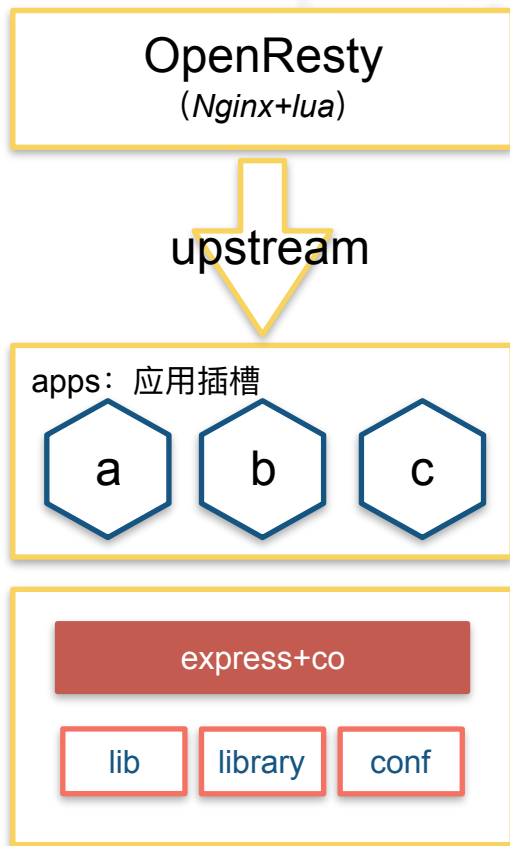 OpenResty
（Nginx+lua）
upstream
apps：应用插槽
a b c
express+co
lib library conf